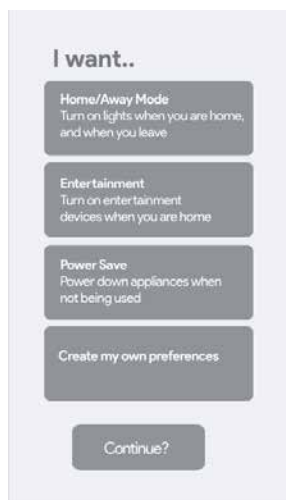 I want..
Home/Away Mode
Turn on lights when you are home,
and when you leave
Entertainment
Turn on entertainment
devices when you are home
Power Save
Power down appliances when
not being used
Create my own preferences
Continue?